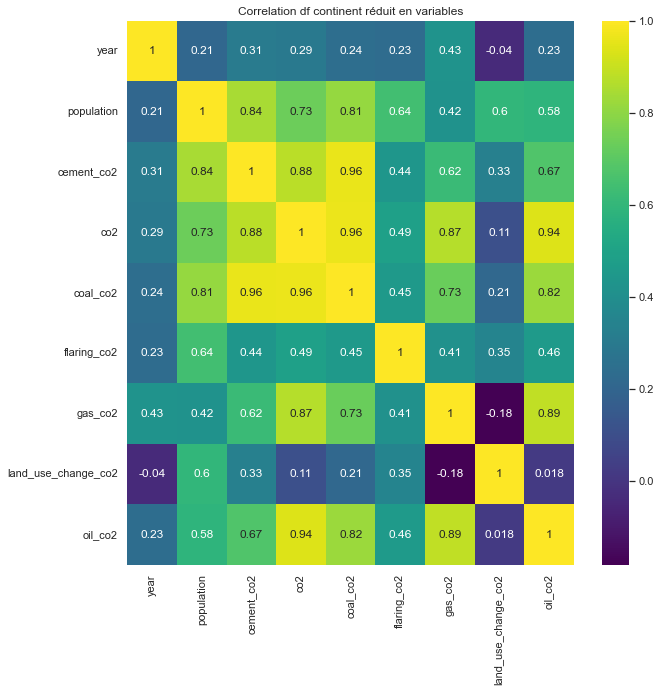 Correlation df continent réduit en variables
year 1 0.21 0.31 0.29 0.24 0.23 0.43 -0.04 0.23
population 0.21 1 0.84 0.73 0.81 0.64 0.42 0.6 0.58
cement_co2 0.31 0.84 1 0.88 0.96 0.44 0.62 0.33 0.67
co2 0.29 0.73 0.88 1 0.96 0.49 0.87 0.11 0.94
coal_co2 0.24 0.81 0.96 0.96 1 0.45 0.73 0.21 0.82
flaring_co2 0.23 0.64 0.44 0.49 0.45 1 0.41 0.35 0.46
gas_co2 0.43 0.42 0.62 0.87 0.73 0.41 1 -0.18 0.89
land_use_change_co2 -0.04 0.6 0.33 0.11 0.21 0.35 -0.18 1 0.018
oil_co2 0.23 0.58 0.67 0.94 0.82 0.46 0.89 0.018 1
year population cement_co2 co2 coal_co2 flaring_co2 gas_co2 land_use_change_co2 oil_co2
1.0
0.8
0.6
0.4
0.2
0.0